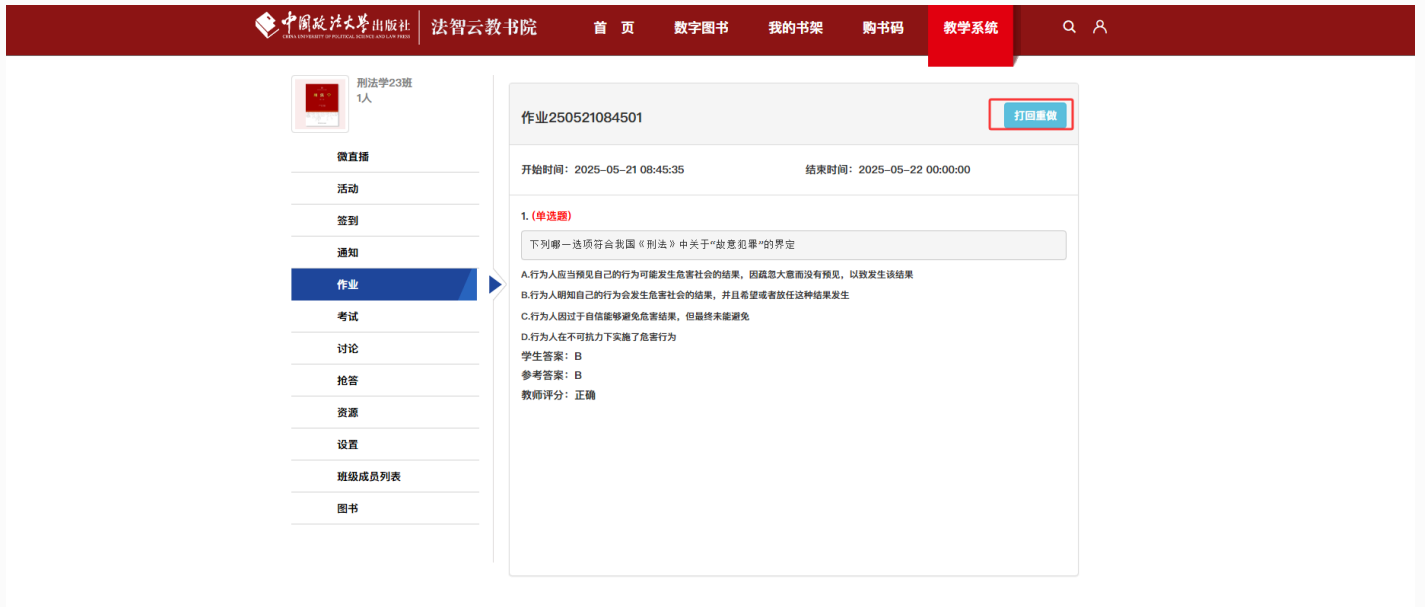 中国政法大学出版社 法智云教书院 首 页 数字图书 我的书架 购书码 教学系统
CHINA UNIVERSITY OF POLITICAL SCIENCE AND LAW PRESS
刑法学23班
1人
微直播
活动
签到
通知
作业
考试
讨论
抢答
资源
设置
班级成员列表
图书
作业250521084501 打回重做
开始时间：2025-05-21 08:45:35 结束时间：2025-05-22 00:00:00
1. (单选题)
下列哪一选项符合我国《刑法》中关于“故意犯罪”的界定
A.行为人应当预见自己的行为可能发生危害社会的结果，因疏忽大意而没有预见，以致发生该结果
B.行为人明知自己的行为会发生危害社会的结果，并且希望或者放任这种结果发生
C.行为人因过于自信能够避免危害结果，但最终未能避免
D.行为人在不可抗力下实施了危害行为
学生答案：B
参考答案：B
教师评分：正确